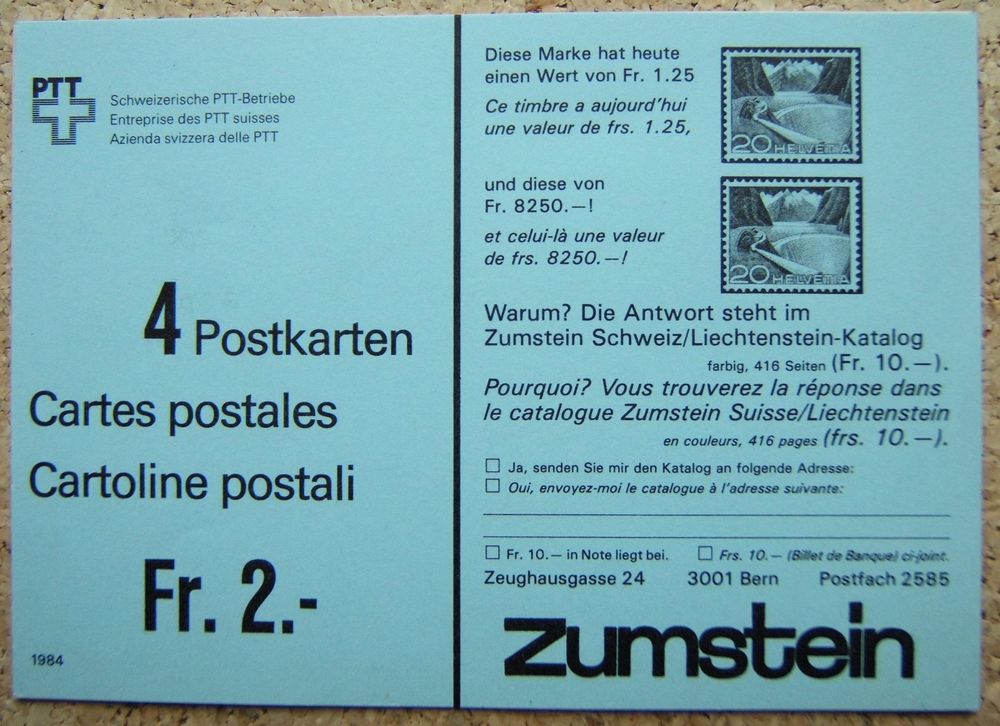 PTT
Schweizerische PTT-Betriebe
Entreprise des PTT suisses
Azienda svizzera delle PTT
4 Postkarten
Cartes postales
Cartoline postali
Fr. 2.-
1984
Diese Marke hat heute
einen Wert von Fr. 1.25
Ce timbre a aujourd'hui
une valeur de frs. 1.25,
20 HELVETIA
und diese von
Fr. 8250.—!
et celui-là une valeur
de frs. 8250.—!
20 HELVETIA
Warum? Die Antwort steht im
Zumstein Schweiz/Liechtenstein-Katalog
farbig, 416 Seiten (Fr. 10.—).
Pourquoi? Vous trouverez la réponse dans
le catalogue Zumstein Suisse/Liechtenstein
en couleurs, 416 pages (frs. 10.—).
Ja, senden Sie mir den Katalog an folgende Adresse:
Oui, envoyez-moi le catalogue à l'adresse suivante:
Fr. 10.— in Note liegt bei. Frs. 10.— (Billet de Banque) ci-joint.
Zeughausgasse 24 3001 Bern Postfach 2585
zumstein